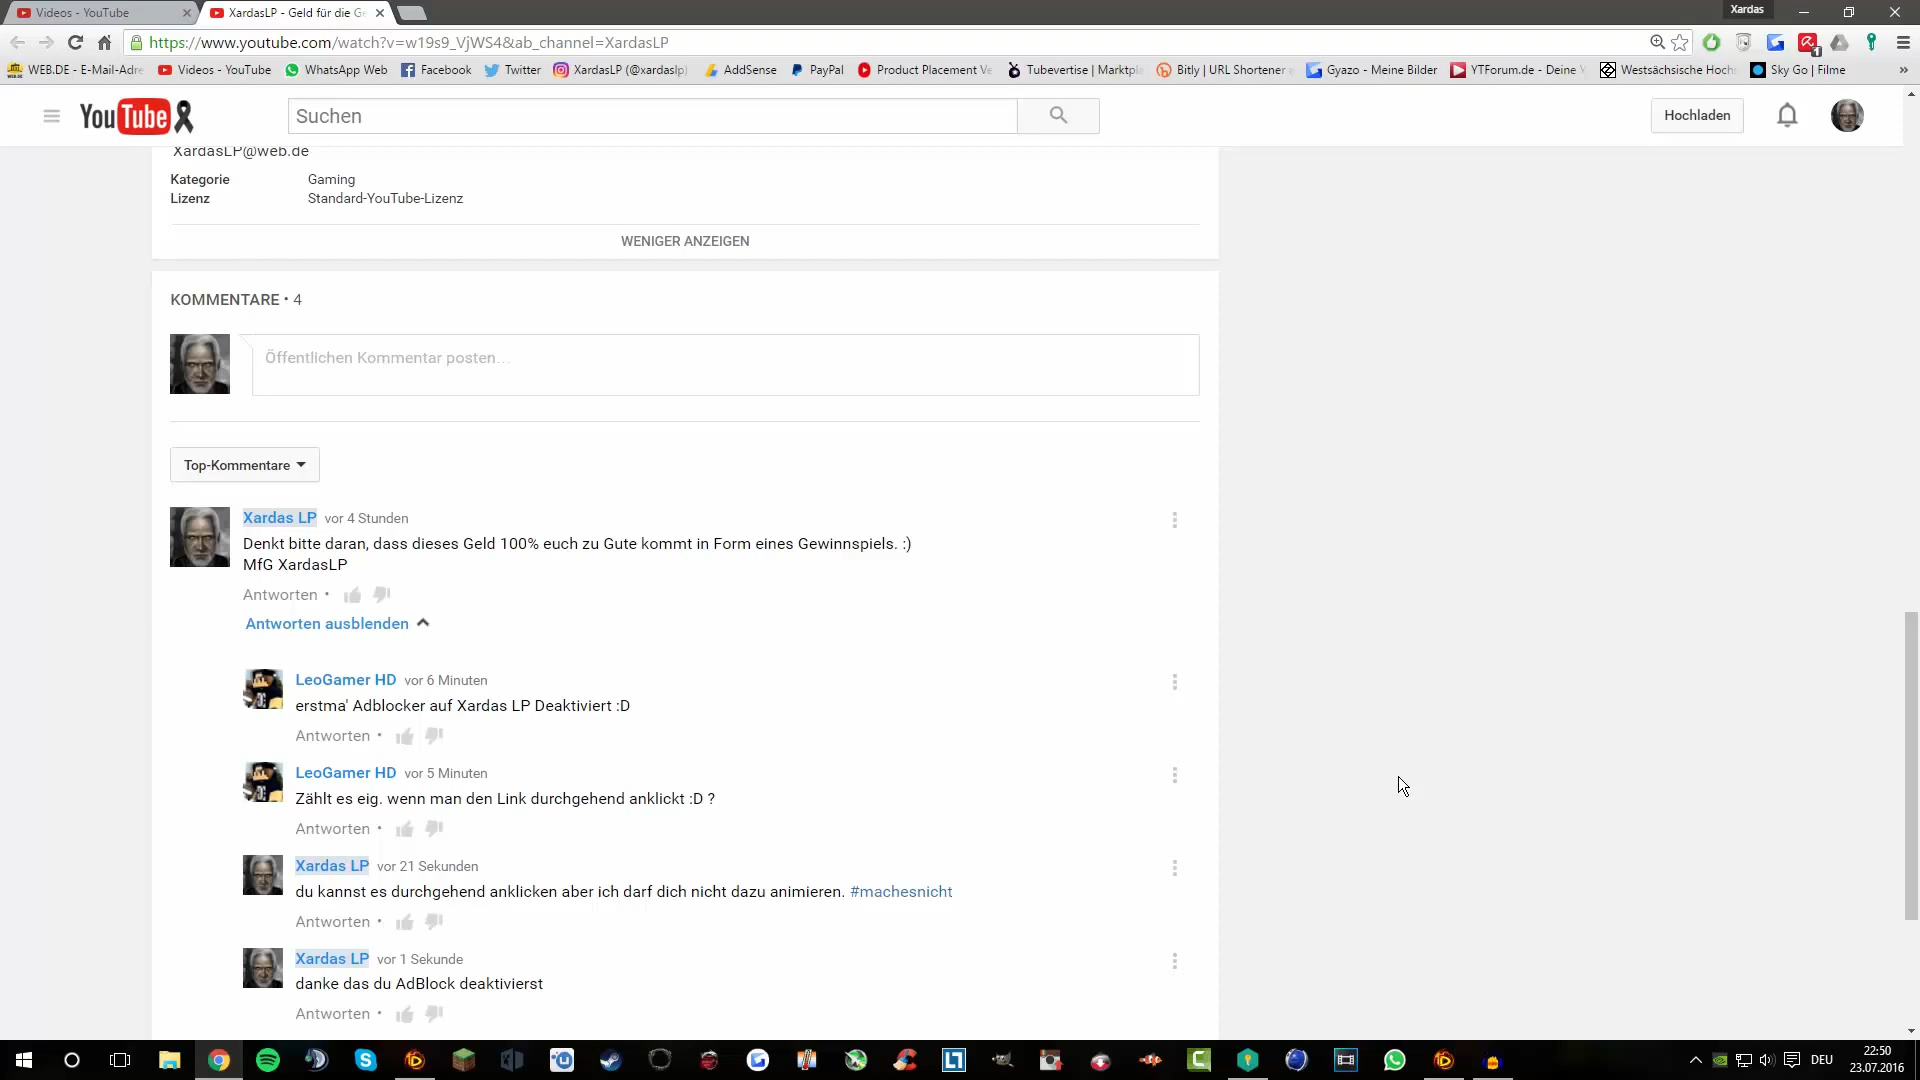 Videos - YouTube
XardasLP - Geld für die Ge
Xardas
https://www.youtube.com/watch?v=w19s9_VjWS4&ab_channel=XardasLP
WEB.DE - E-Mail-Adre
Videos - YouTube
WhatsApp Web
Facebook
Twitter
XardasLP (@xardaslp)
AddSense
PayPal
Product Placement Ve
Tubevertise | Marktpla
Bitly | URL Shortener
Gyazo - Meine Bilder
YTForum.de - Deine Y
Westsächsische Hochs
Sky Go | Filme
YouTube
Suchen
Hochladen
XardasLP@web.de
Kategorie Gaming
Lizenz Standard-YouTube-Lizenz
WENIGER ANZEIGEN
KOMMENTARE • 4
Öffentlichen Kommentar posten...
Top-Kommentare
Xardas LP vor 4 Stunden
Denkt bitte daran, dass dieses Geld 100% euch zu Gute kommt in Form eines Gewinnspiels. :)
MfG XardasLP
Antworten •
Antworten ausblenden
LeoGamer HD vor 6 Minuten
erstma' Adblocker auf Xardas LP Deaktiviert :D
Antworten •
LeoGamer HD vor 5 Minuten
Zählt es eig. wenn man den Link durchgehend anklickt :D ?
Antworten •
Xardas LP vor 21 Sekunden
du kannst es durchgehend anklicken aber ich darf dich nicht dazu animieren. #machesnicht
Antworten •
Xardas LP vor 1 Sekunde
danke das du AdBlock deaktivierst
Antworten •
DEU
22:50
23.07.2016